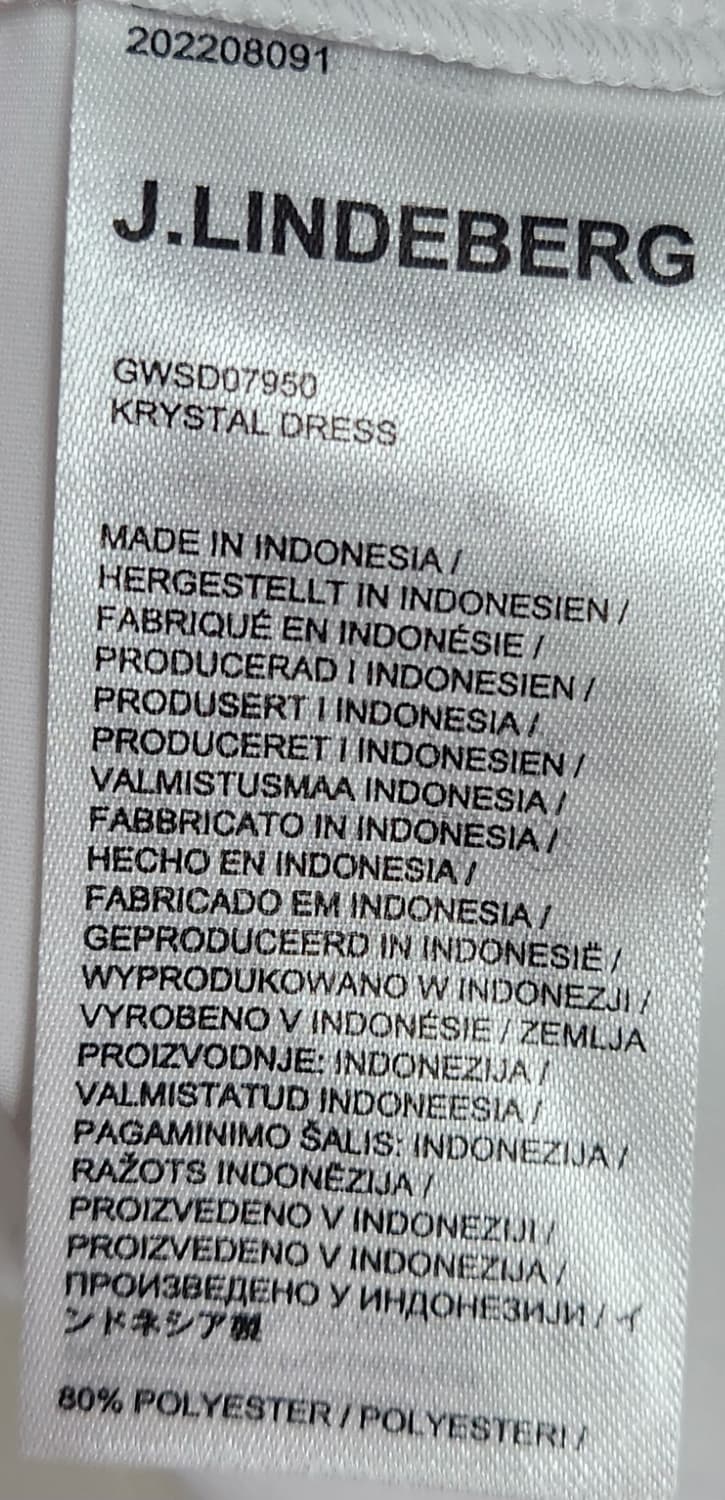 202208091
J.LINDEBERG
GWSD07950
KRYSTAL DRESS
MADE IN INDONESIA /
HERGESTELLT IN INDONESIEN /
FABRIQUÉ EN INDONÉSIE /
PRODUCERAD I INDONESIEN /
PRODUSERT I INDONESIA /
PRODUCERET I INDONESIEN /
VALMISTUSMAA INDONESIA /
FABBRICATO IN INDONESIA /
HECHO EN INDONESIA /
FABRICADO EM INDONESIA /
GEPRODUCEERD IN INDONESIË /
WYPRODUKOWANO W INDONEZJI /
VYROBENO V INDONÉSIE / ZEMLJA
PROIZVODNJE: INDONEZIJA /
VALMISTATUD INDONEESIA /
PAGAMINIMO ŠALIS: INDONEZIJA /
RAŽOTS INDONĒZIJA /
PROIZVEDENO V INDONEZIJI /
PROIZVEDENO V INDONEZIJA /
ПРОИЗВЕДЕНО У ИНДОНЕЗИЈИ / イ
ンドネシア製
80% POLYESTER / POLYESTERI /